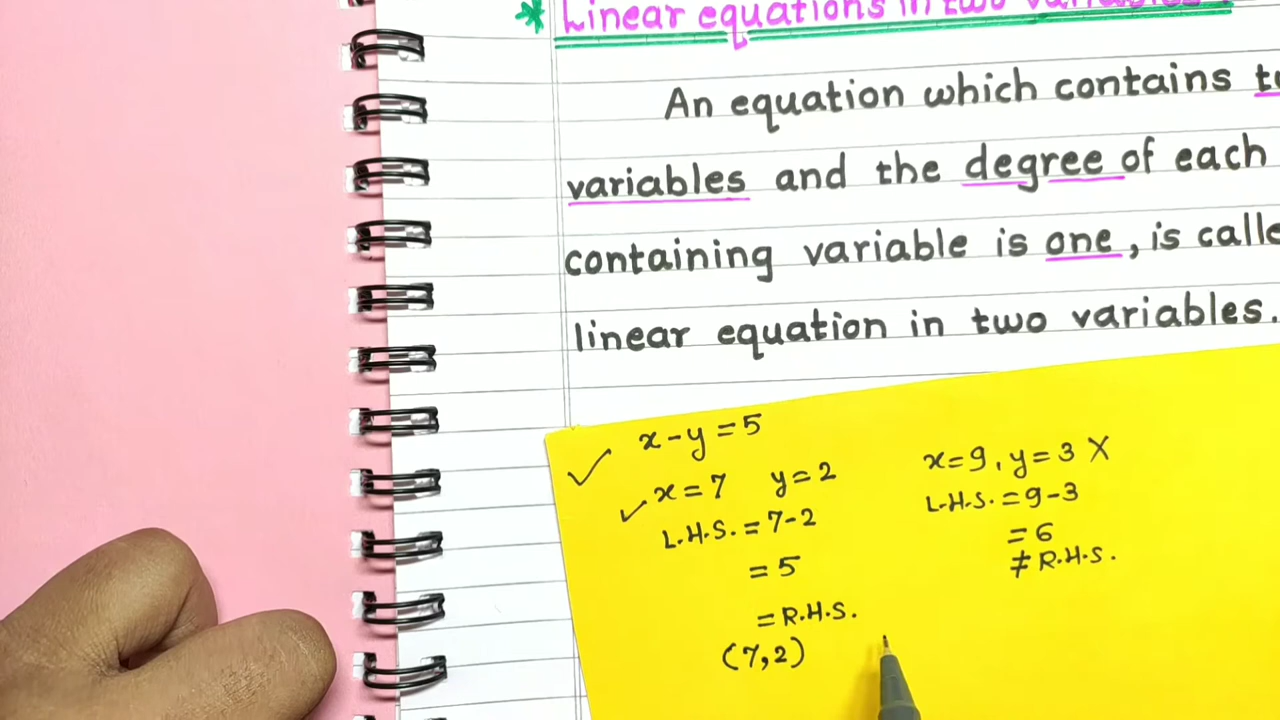 * Linear equations in two variables :
An equation which contains
variables and the degree of each
containing variable is one, is
linear equation in two variables.
✓ x-y=5
✓ x=7 y=2
L.H.S. = 7-2
= 5
= R.H.S.
(7,2)
x=9, y=3 X
L.H.S. = 9-3
= 6
≠ R.H.S.